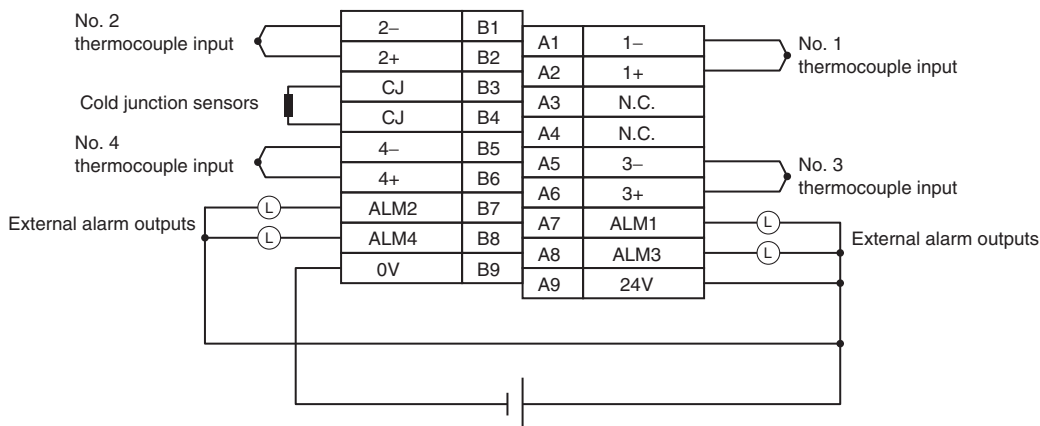 No. 2
thermocouple input
Cold junction sensors
No. 4
thermocouple input
External alarm outputs
2– B1
2+ B2
CJ B3
CJ B4
4– B5
4+ B6
ALM2 B7
ALM4 B8
0V B9
A1 1–
A2 1+
A3 N.C.
A4 N.C.
A5 3–
A6 3+
A7 ALM1
A8 ALM3
A9 24V
L
L
L
L
No. 1
thermocouple input
No. 3
thermocouple input
External alarm outputs